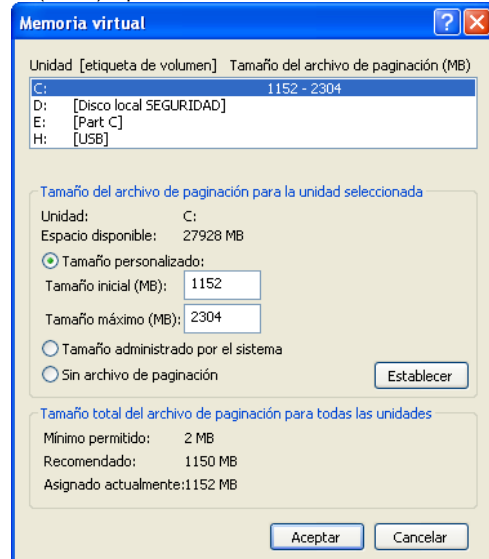 Memoria virtual
Unidad [etiqueta de volumen] Tamaño del archivo de paginación (MB)
C: 1152 - 2304
D: [Disco local SEGURIDAD]
E: [Part C]
H: [USB]
Tamaño del archivo de paginación para la unidad seleccionada
Unidad: C:
Espacio disponible: 27928 MB
Tamaño personalizado:
Tamaño inicial (MB): 1152
Tamaño máximo (MB): 2304
Tamaño administrado por el sistema
Sin archivo de paginación
Establecer
Tamaño total del archivo de paginación para todas las unidades
Mínimo permitido: 2 MB
Recomendado: 1150 MB
Asignado actualmente:1152 MB
Aceptar Cancelar